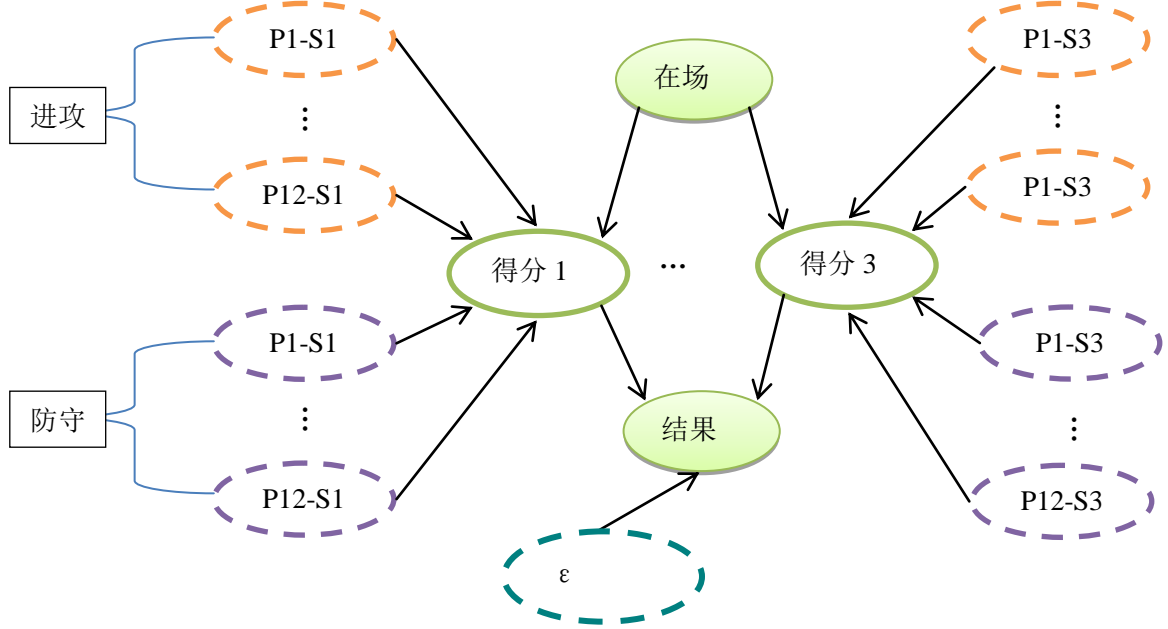 P1-S1
P1-S3
在场
进攻
⋮
⋮
P12-S1
P1-S3
得分 1
...
得分 3
P1-S1
P1-S3
防守
⋮
结果
⋮
P12-S1
P12-S3
ε